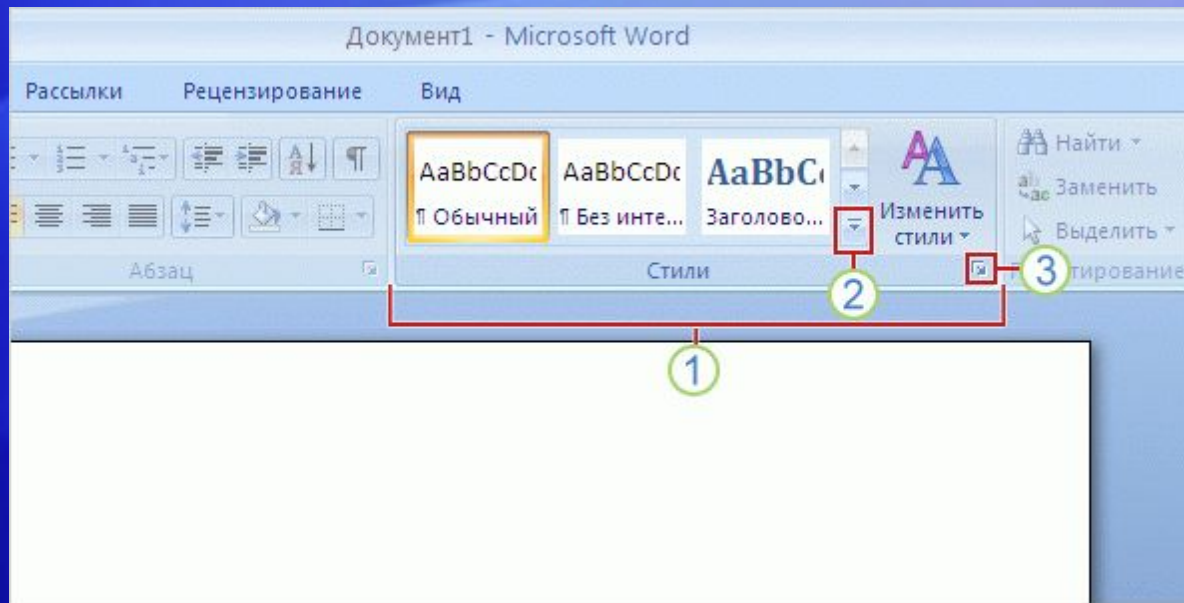 Документ1 - Microsoft Word
Рассылки Рецензирование Вид
AaBbCcDc AaBbCcDc AaBbC
¶ Обычный ¶ Без инте... Заголово...
Изменить
стили
Найти
Заменить
Выделить
Абзац Стили
тирование
2
3
1